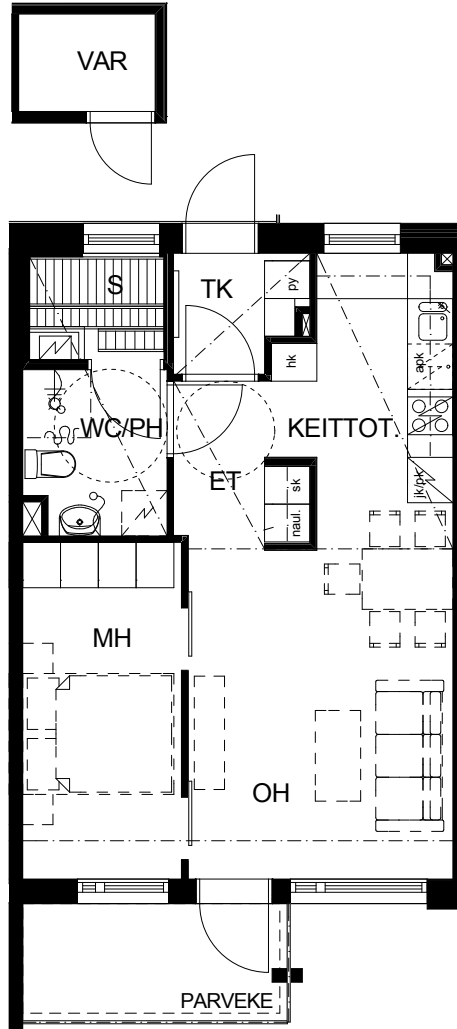 VAR
S
TK
py
hk
apk
WC/PH
KEITTOT.
ET
sk
naul.
jk/pk
MH
OH
PARVEKE